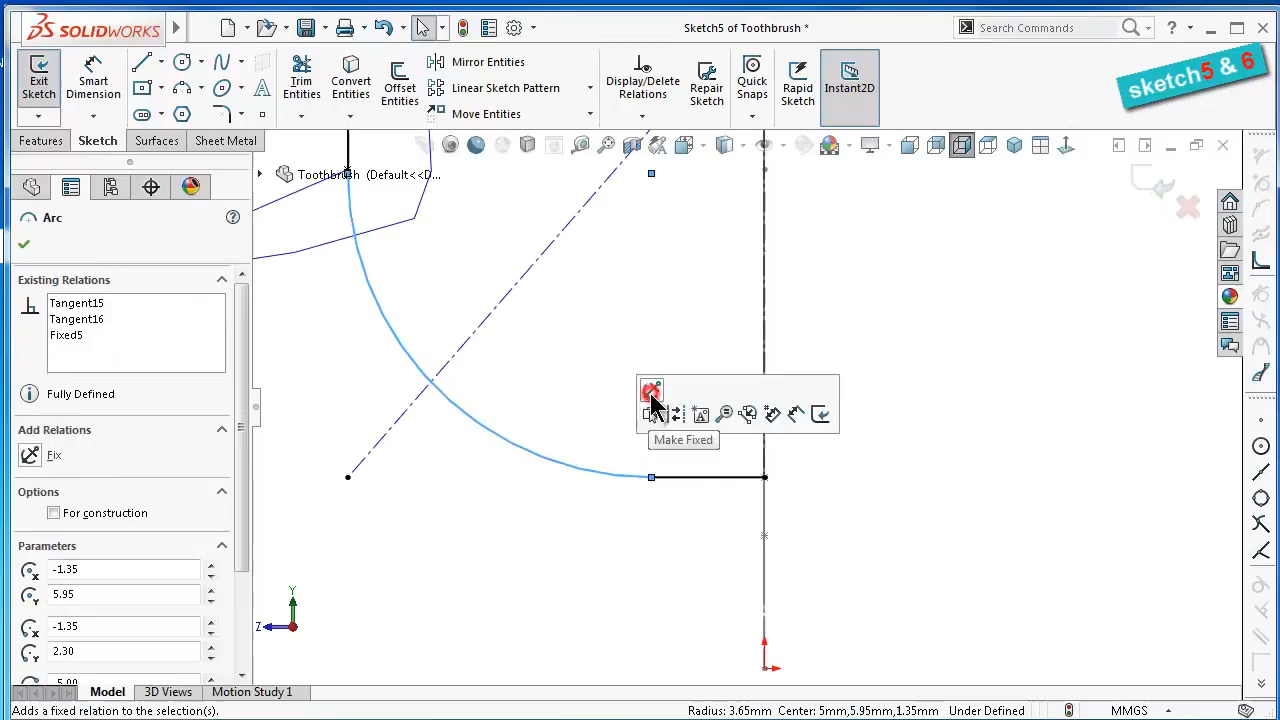 SOLIDWORKS
Sketch5 of Toothbrush *
Search Commands
?
Exit Sketch
Smart Dimension
Trim Entities
Convert Entities
Offset Entities
Mirror Entities
Linear Sketch Pattern
Move Entities
Display/Delete Relations
Repair Sketch
Quick Snaps
Rapid Sketch
Instant2D
sketch5 & 6
Features
Sketch
Surfaces
Sheet Metal
Toothbrush (Default<<D...
Arc
Existing Relations
Tangent15
Tangent16
Fixed5
Fully Defined
Add Relations
Fix
Options
For construction
Parameters
-1.35
5.95
-1.35
2.30
Make Fixed
Y
Z
Model
3D Views
Motion Study 1
Adds a fixed relation to the selection(s).
Radius: 3.65mm Center: 5mm,5.95mm,1.35mm
Under Defined
MMGS